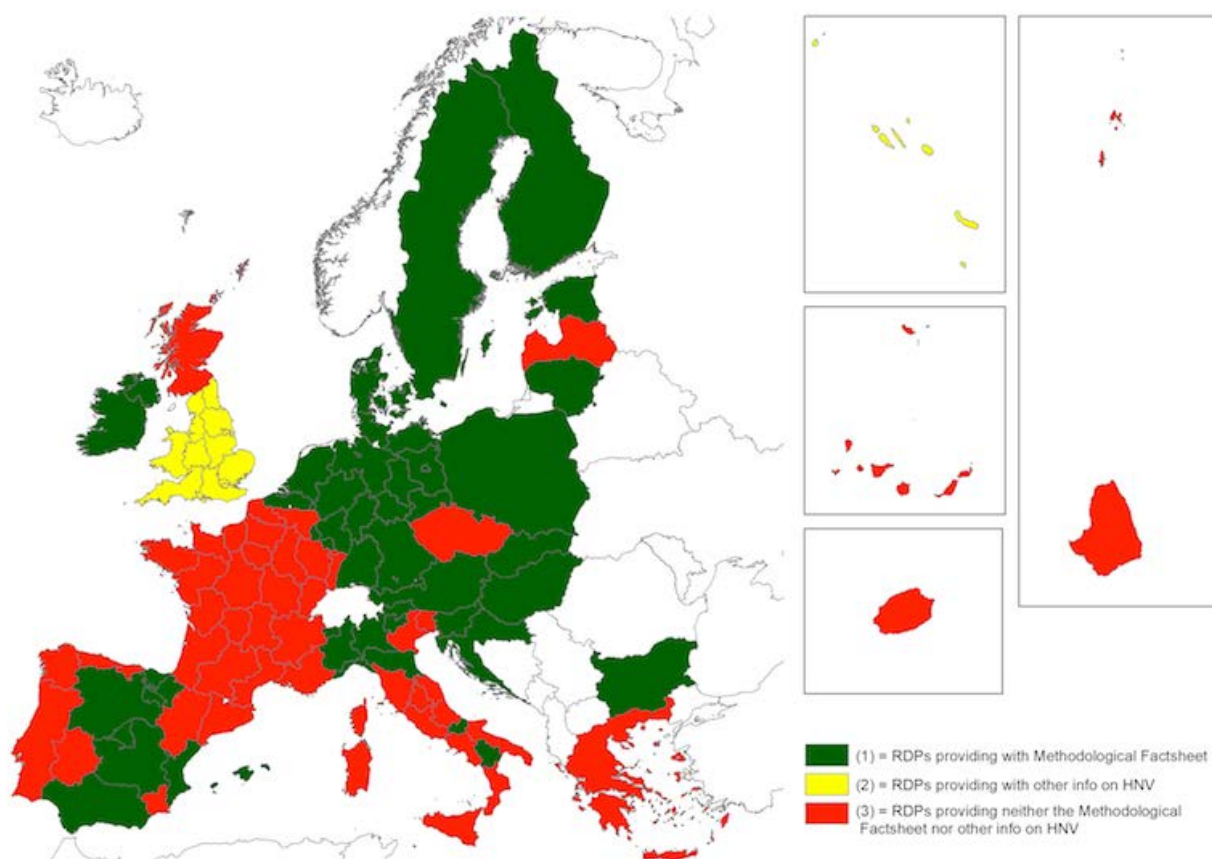 (1) = RDPs providing with Methodological Factsheet
(2) = RDPs providing with other info on HNV
(3) = RDPs providing neither the Methodological
Factsheet nor other info on HNV